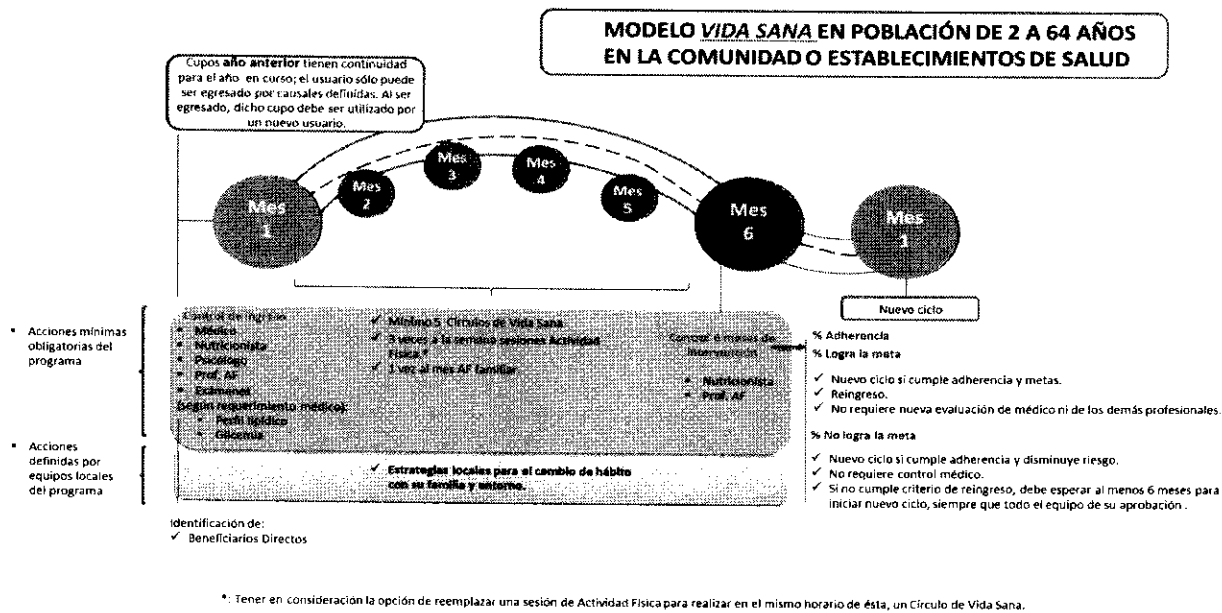 MODELO VIDA SANA EN POBLACIÓN DE 2 A 64 AÑOS
EN LA COMUNIDAD O ESTABLECIMIENTOS DE SALUD
Cupos año anterior tienen continuidad
para el año en curso; el usuario sólo puede
ser egresado por causales definidas. Al ser
egresado, dicho cupo debe ser utilizado por
un nuevo usuario.
Mes
1
Mes
2
Mes
3
Mes
4
Mes
5
Mes
6
Mes
1
Nuevo ciclo
▪ Acciones mínimas
obligatorias del
programa
Control de ingreso
• Médico
• Nutricionista
• Psicólogo
• Prof. AF
• Exámenes
(según requerimiento médico):
• Perfil lipídico
• Glicemia
✓ Mínimo 5 Círculos de Vida Sana
✓ 3 veces a la semana sesiones Actividad
Física.*
✓ 1 vez al mes AF familiar
Control 6 meses de
intervención
• Nutricionista
• Prof. AF
% Adherencia
% Logra la meta
✓ Nuevo ciclo si cumple adherencia y metas.
✓ Reingreso.
✓ No requiere nueva evaluación de médico ni de los demás profesionales.
% No logra la meta
✓ Nuevo ciclo si cumple adherencia y disminuye riesgo.
✓ No requiere control médico.
✓ Si no cumple criterio de reingreso, debe esperar al menos 6 meses para
iniciar nuevo ciclo, siempre que todo el equipo de su aprobación .
▪ Acciones
definidas por
equipos locales
del programa
✓ Estrategias locales para el cambio de hábito
con su familia y entorno.
Identificación de:
✓ Beneficiarios Directos
*: Tener en consideración la opción de reemplazar una sesión de Actividad Física para realizar en el mismo horario de ésta, un Círculo de Vida Sana.